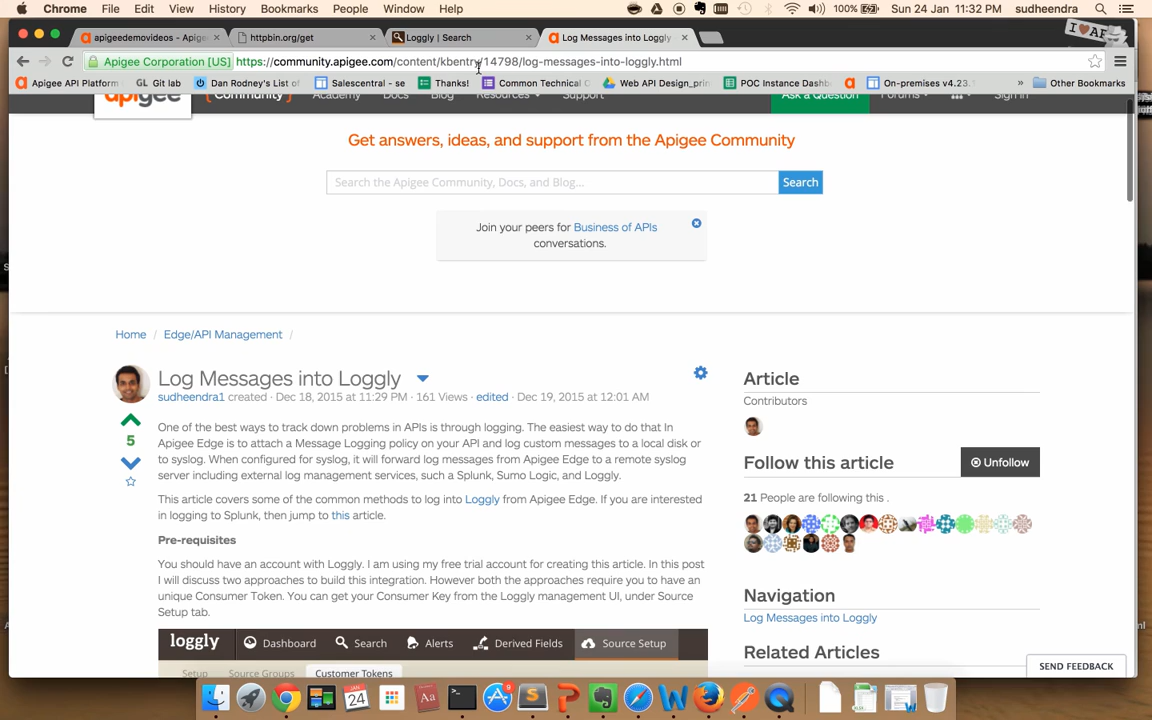 Chrome File Edit View History Bookmarks People Window Help 100% Sun 24 Jan 11:32 PM sudheendra
apigeedemovideos - Apige
httpbin.org/get
Loggly | Search
Log Messages into Loggly
Apigee Corporation [US] https://community.apigee.com/content/kbentry/14798/log-messages-into-loggly.html
Apigee API Platform GL Git lab Dan Rodney's List of Salescentral - se Thanks! Common Technical C Web API Design_prin POC Instance Dashb On-premises v4.23. » Other Bookmarks
apigee Community Academy Docs Blog Resources Support Ask a Question Forums Sign in
Get answers, ideas, and support from the Apigee Community
Search the Apigee Community, Docs, and Blog... Search
Join your peers for Business of APIs
conversations.
Home / Edge/API Management /
Log Messages into Loggly
sudheendra1 created · Dec 18, 2015 at 11:29 PM · 161 Views · edited · Dec 19, 2015 at 12:01 AM
5
One of the best ways to track down problems in APIs is through logging. The easiest way to do that In
Apigee Edge is to attach a Message Logging policy on your API and log custom messages to a local disk or
to syslog. When configured for syslog, it will forward log messages from Apigee Edge to a remote syslog
server including external log management services, such a Splunk, Sumo Logic, and Loggly.
This article covers some of the common methods to log into Loggly from Apigee Edge. If you are interested
in logging to Splunk, then jump to this article.
Pre-requisites
You should have an account with Loggly. I am using my free trial account for creating this article. In this post
I will discuss two approaches to build this integration. However both the approaches require you to have an
unique Consumer Token. You can get your Consumer Key from the Loggly management UI, under Source
Setup tab.
loggly Dashboard Search Alerts Derived Fields Source Setup
Setup Source Groups Customer Tokens
Article
Contributors
Follow this article Unfollow
21 People are following this .
Navigation
Log Messages into Loggly
Related Articles
SEND FEEDBACK